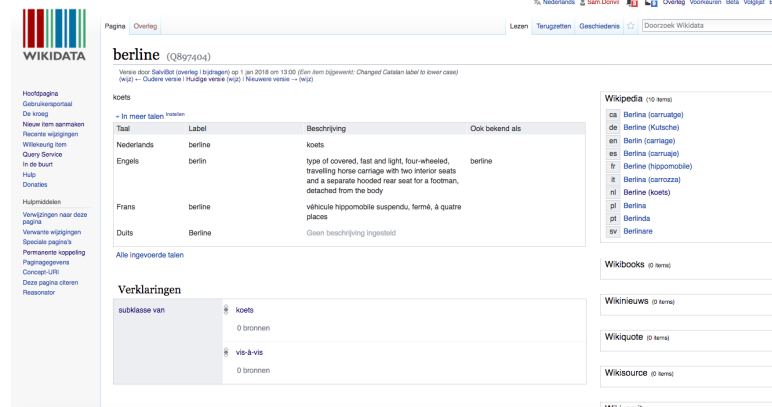 Nederlands Sam.Donvil Overleg Voorkeuren Beta Volglijst
Pagina Overleg Lezen Terugzetten Geschiedenis Doorzoek Wikidata
WIKIDATA
berline (Q897404)
Versie door SalviBot (overleg | bijdragen) op 1 jan 2018 om 13:00 (Een item bijgewerkt: Changed Catalan label to lower case)
(wijz) ← Oudere versie | Huidige versie (wijz) | Nieuwere versie → (wijz)
Hoofdpagina
Gebruikersportaal
De kroeg
Nieuw item aanmaken
Recente wijzigingen
Willekeurig item
Query Service
In de buurt
Hulp
Donaties
Hulpmiddelen
Verwijzingen naar deze
pagina
Verwante wijzigingen
Speciale pagina's
Permanente koppeling
Paginagegevens
Concept-URI
Deze pagina citeren
Reasonator
koets
In meer talen Instellen
Taal Label Beschrijving Ook bekend als
Nederlands berline koets
Engels berlin type of covered, fast and light, four-wheeled, berline
travelling horse carriage with two interior seats
and a separate hooded rear seat for a footman,
detached from the body
Frans berline véhicule hippomobile suspendu, fermé, à quatre
places
Duits Berline Geen beschrijving ingesteld
Alle ingevoerde talen
Verklaringen
subklasse van koets
0 bronnen
vis-à-vis
0 bronnen
Wikipedia (10 items)
ca Berlina (carruatge)
de Berline (Kutsche)
en Berlin (carriage)
es Berlina (carruaje)
fr Berline (hippomobile)
it Berlina (carrozza)
nl Berline (koets)
pl Berlina
pt Berlinda
sv Berlinare
Wikibooks (0 items)
Wikinieuws (0 items)
Wikiquote (0 items)
Wikisource (0 items)